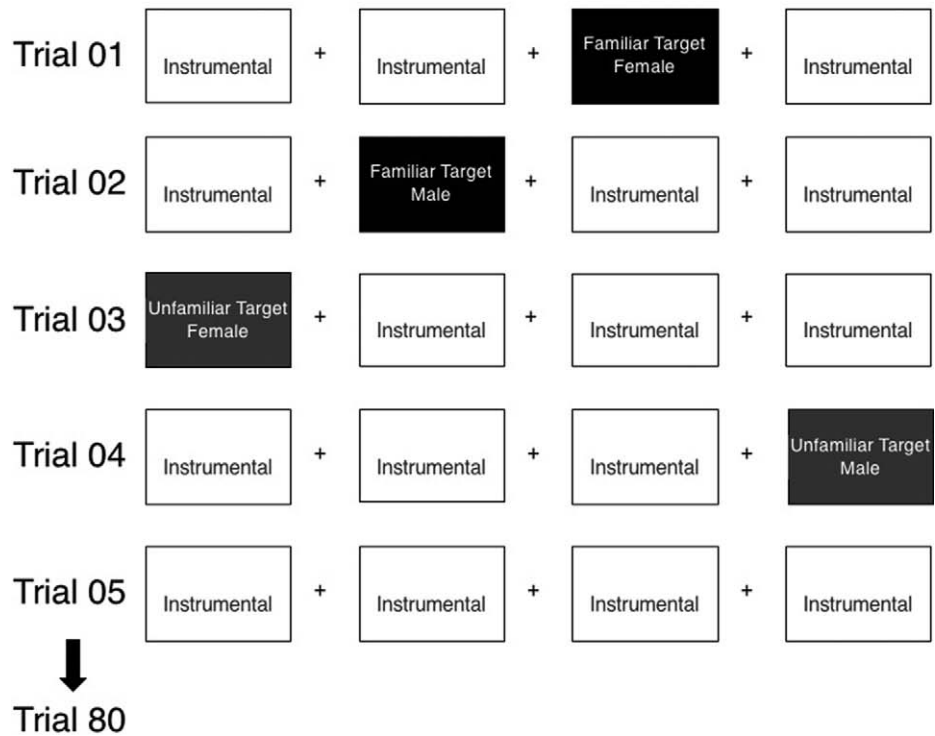 Trial 01
Instrumental + Instrumental + Familiar Target Female + Instrumental
Trial 02
Instrumental + Familiar Target Male + Instrumental + Instrumental
Trial 03
Unfamiliar Target Female + Instrumental + Instrumental + Instrumental
Trial 04
Instrumental + Instrumental + Instrumental + Unfamiliar Target Male
Trial 05
Instrumental + Instrumental + Instrumental + Instrumental
Trial 80